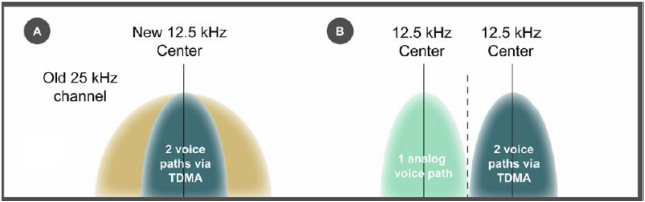 A
New 12.5 kHz
Center
Old 25 kHz
channel
2 voice
paths via
TDMA
B
12.5 kHz
Center
12.5 kHz
Center
1 analog
voice path
2 voice
paths via
TDMA